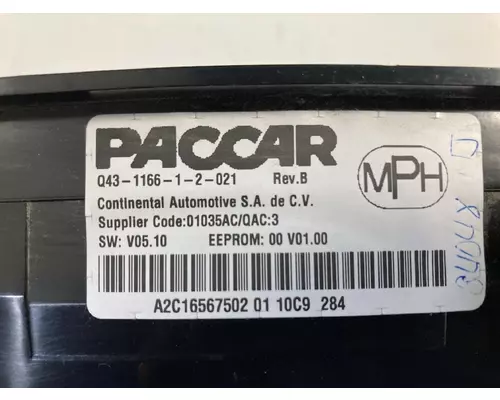 PACCAR
Q43-1166-1-2-021 Rev.B
MPH
Continental Automotive S.A. de C.V.
Supplier Code:01035AC/QAC:3
SW: V05.10 EEPROM: 00 V01.00
A2C16567502 01 10C9 284